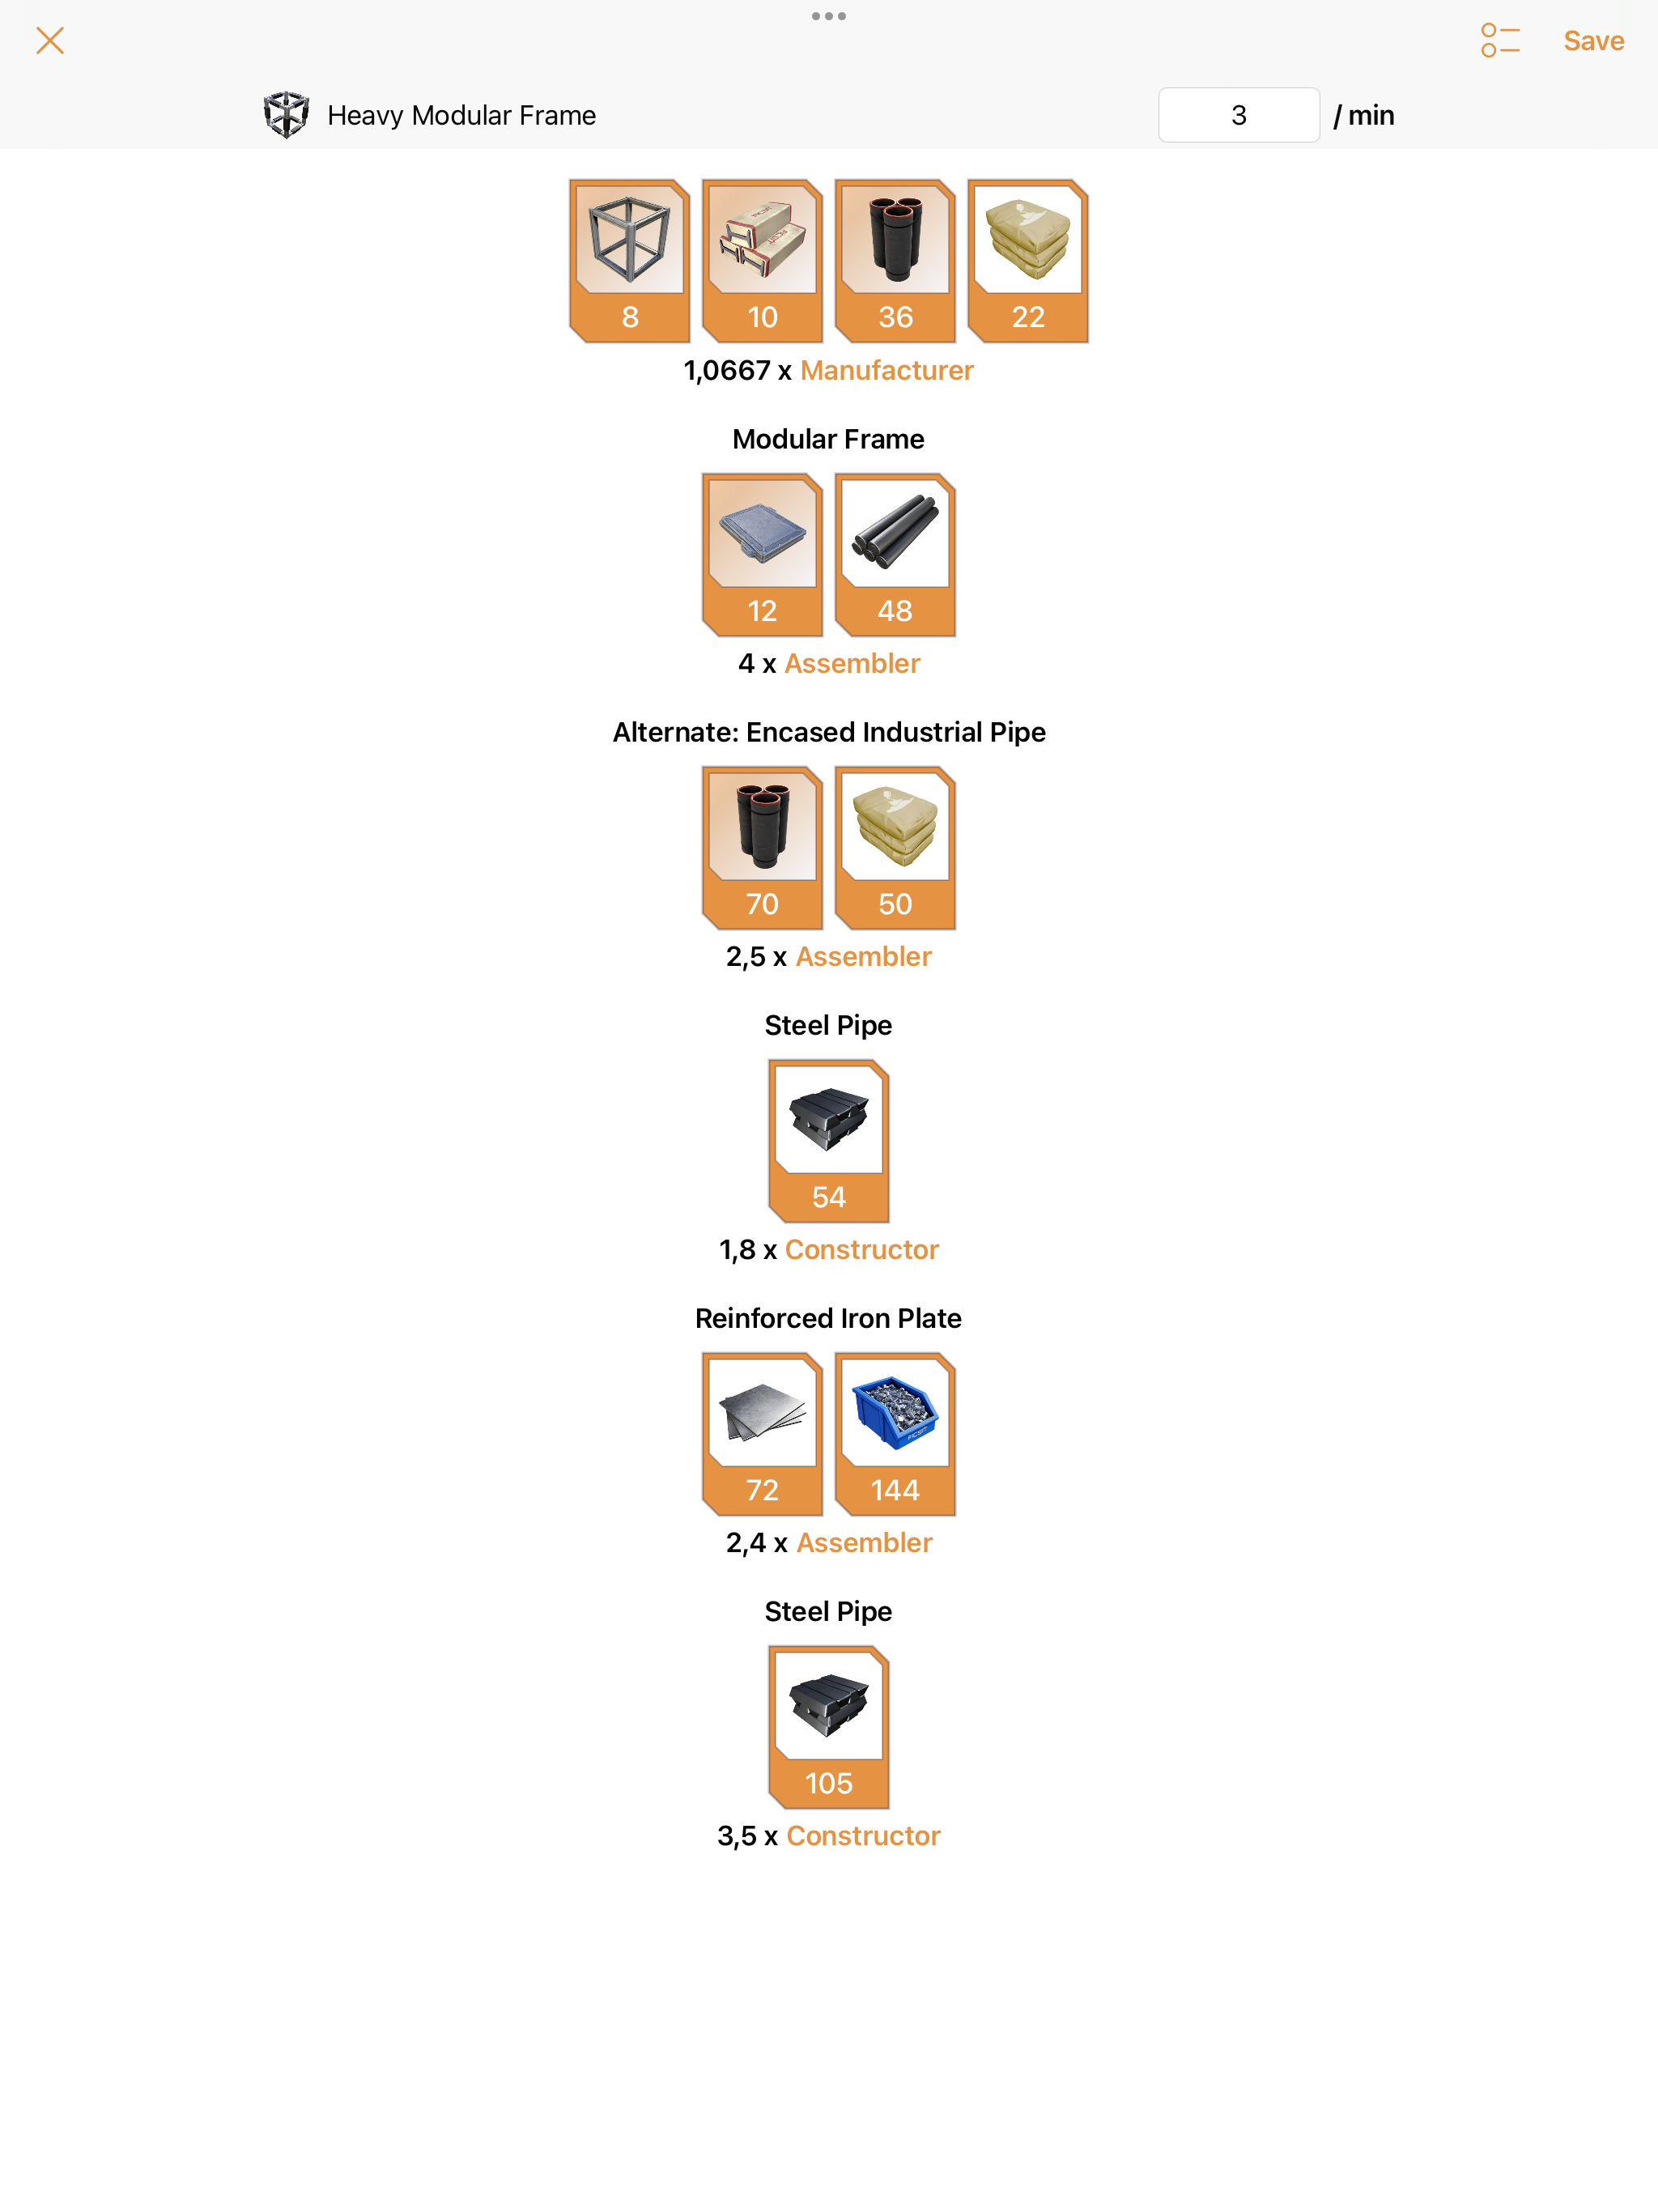 Save
Heavy Modular Frame 3 / min
8 10 36 22
1,0667 x Manufacturer
Modular Frame
12 48
4 x Assembler
Alternate: Encased Industrial Pipe
70 50
2,5 x Assembler
Steel Pipe
54
1,8 x Constructor
Reinforced Iron Plate
72 144
2,4 x Assembler
Steel Pipe
105
3,5 x Constructor